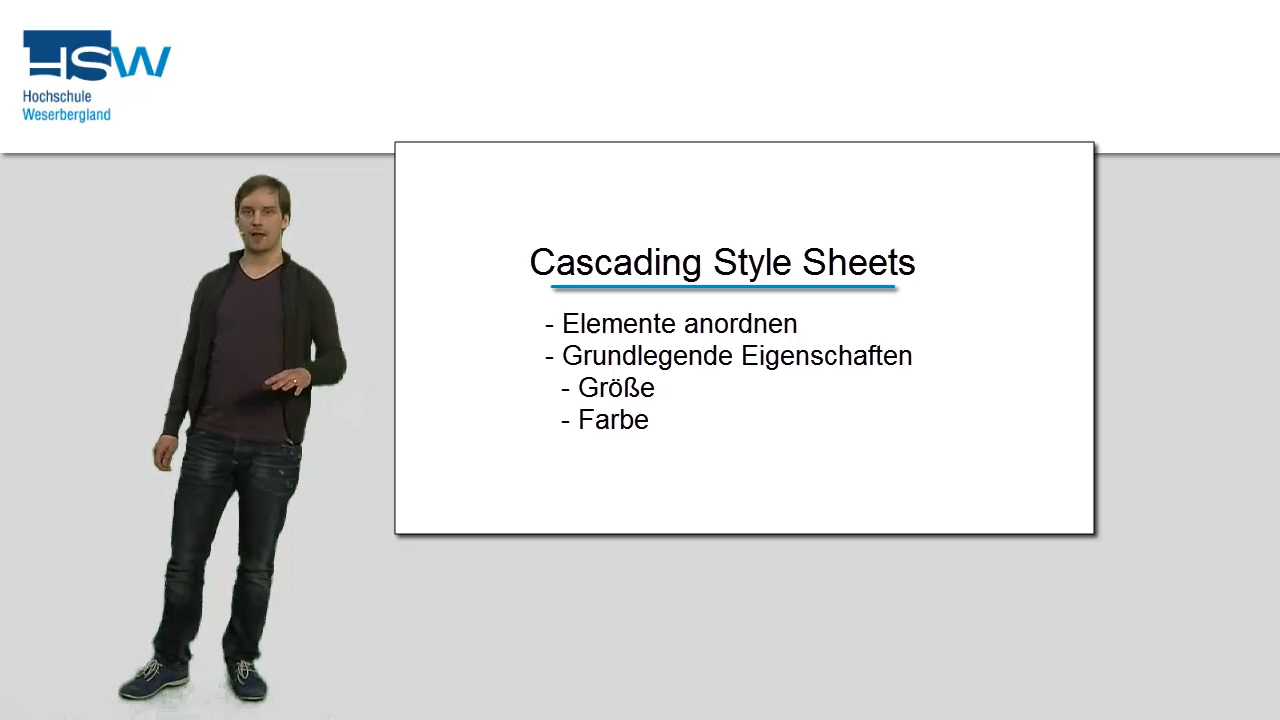 HSW
Hochschule
Weserbergland
Cascading Style Sheets
- Elemente anordnen
- Grundlegende Eigenschaften
- Größe
- Farbe